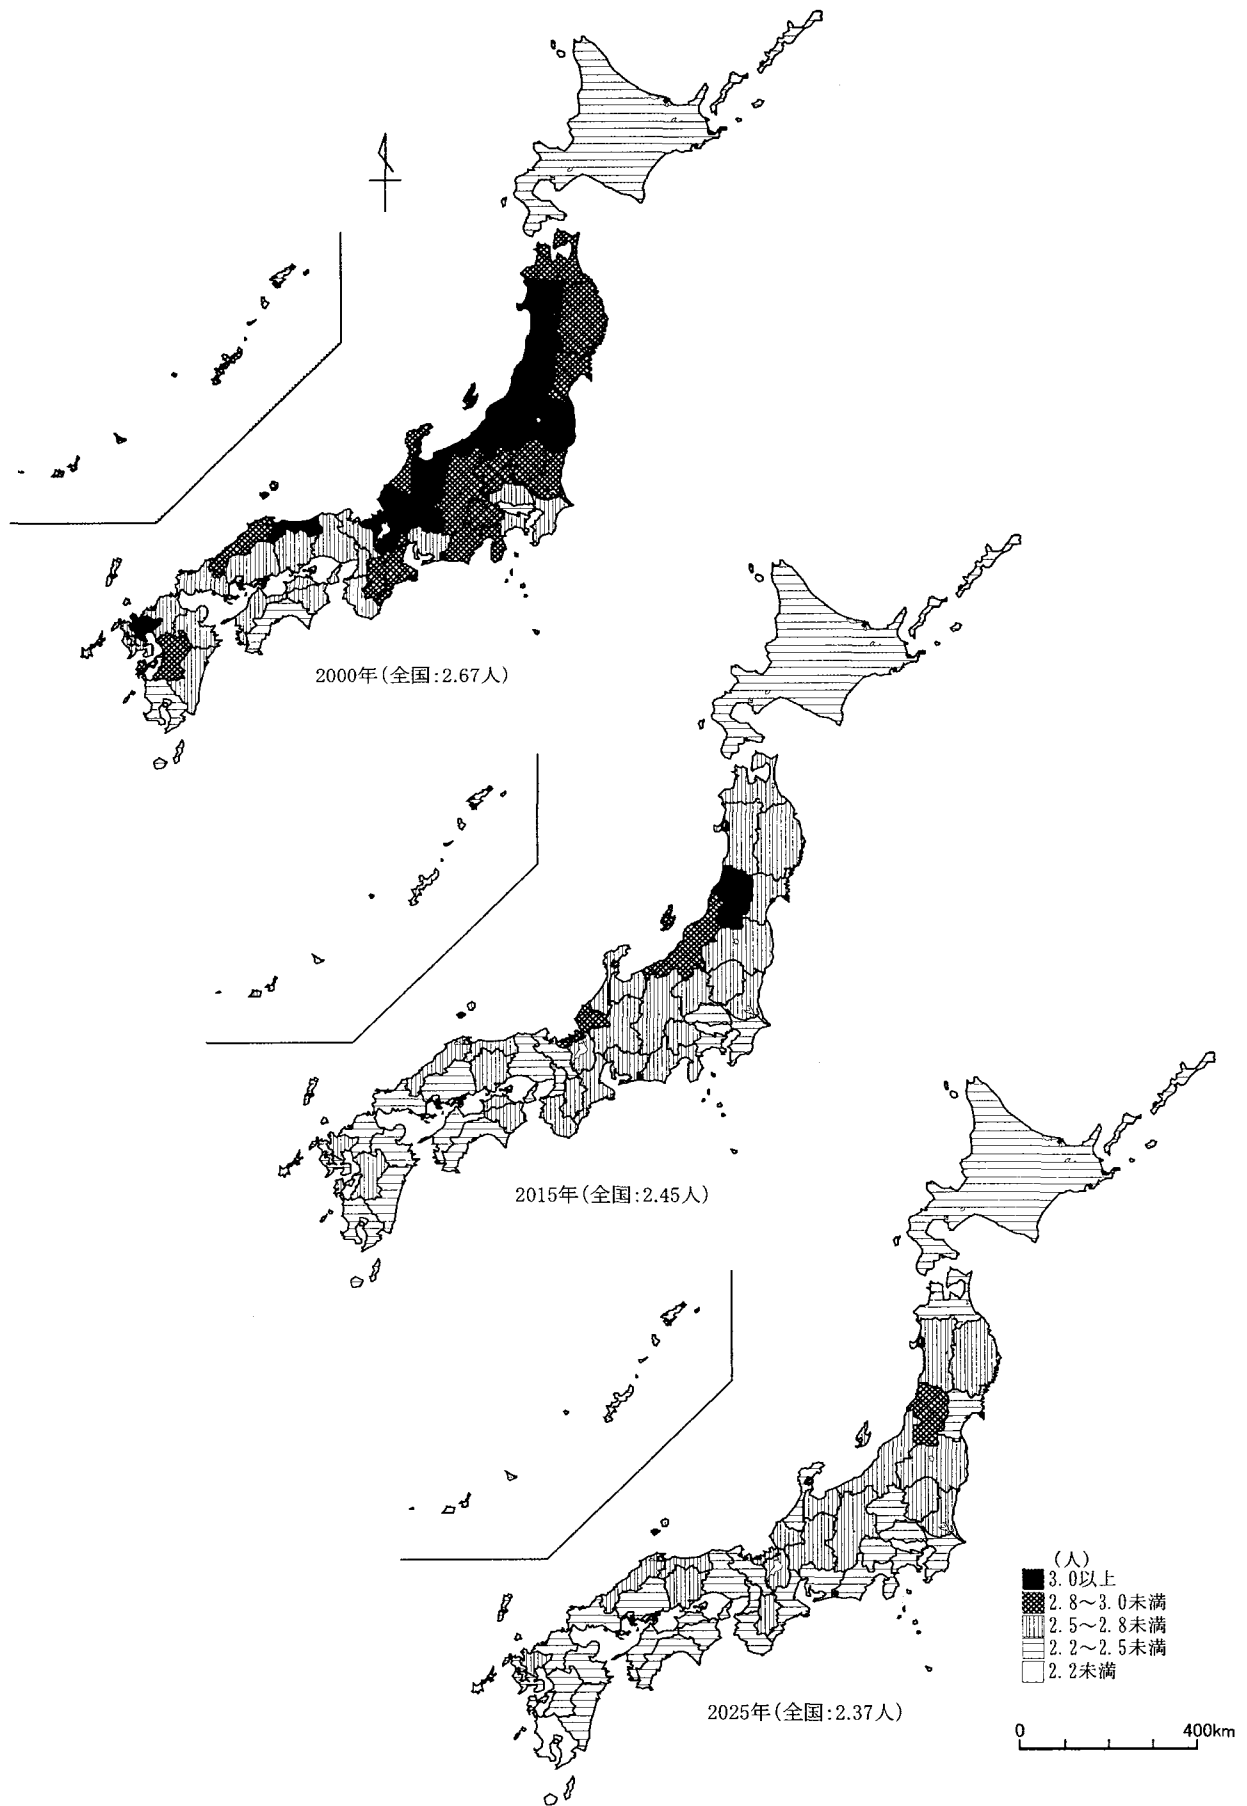 2000年(全国:2.67人)
2015年(全国:2.45人)
(人)
3.0以上
2.8～3.0未満
2.5～2.8未満
2.2～2.5未満
2.2未満
2025年(全国:2.37人)
0 400km